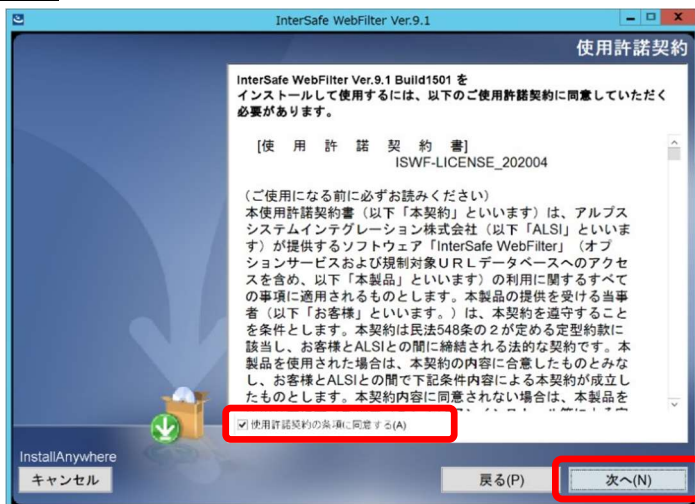 InterSafe WebFilter Ver.9.1
使用許諾契約
InterSafe WebFilter Ver.9.1 Build1501 を
インストールして使用するには、以下のご使用許諾契約に同意していただく
必要があります。
[使 用 許 諾 契 約 書]
ISWF-LICENSE_202004
(ご使用になる前に必ずお読みください)
本使用許諾契約書（以下「本契約」といいます）は、アルプス
システムインテグレーション株式会社（以下「ALSI」といいま
す）が提供するソフトウェア「InterSafe WebFilter」（オプ
ションサービスおよび規制対象ＵＲＬデータベースへのアクセ
スを含め、以下「本製品」といいます）の利用に関するすべて
の事項に適用されるものとします。本製品の提供を受ける当事
者（以下「お客様」といいます。）は、本契約を遵守すること
を条件とします。本契約は民法548条の２が定める定型約款に
該当し、お客様とALSIとの間に締結される法的な契約です。本
製品を使用された場合は、本契約の内容に合意したものとみな
し、お客様とALSIとの間で下記条件内容による本契約が成立し
たものとします。本契約内容に同意されない場合は、本製品を
使用許諾契約の条項に同意する(A)
InstallAnywhere
キャンセル
戻る(P)
次へ(N)